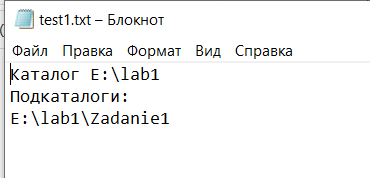 test1.txt – Блокнот
Файл Правка Формат Вид Справка
Каталог E:\lab1
Подкаталоги:
E:\lab1\Zadanie1